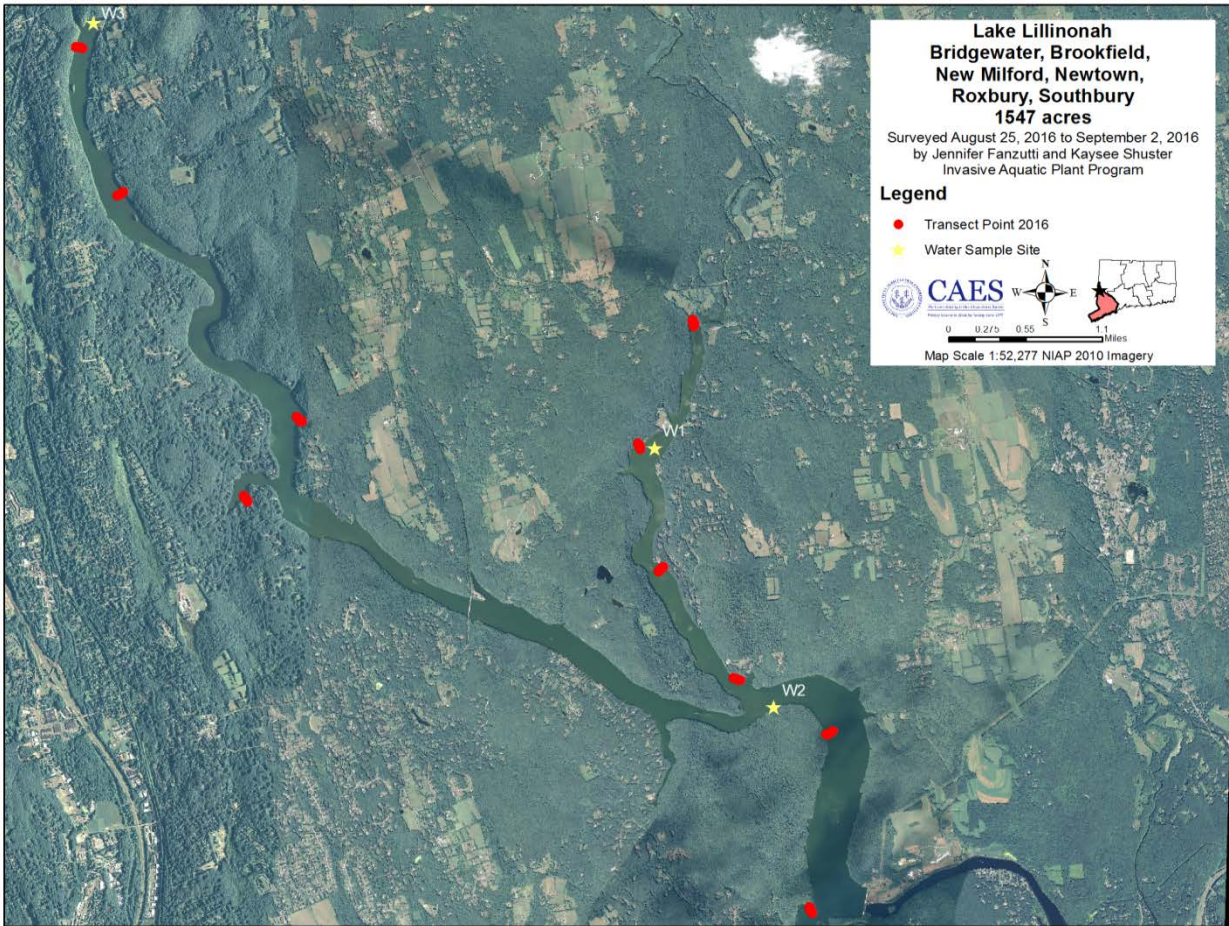 W3
Lake Lillinonah
Bridgewater, Brookfield,
New Milford, Newtown,
Roxbury, Southbury
1547 acres
Surveyed August 25, 2016 to September 2, 2016
by Jennifer Fanzutti and Kaysee Shuster
Invasive Aquatic Plant Program
Legend
Transect Point 2016
Water Sample Site
CAES
N
W E
S
0 0.275 0.55 1.1
Miles
Map Scale 1:52,277 NIAP 2010 Imagery
W1
W2